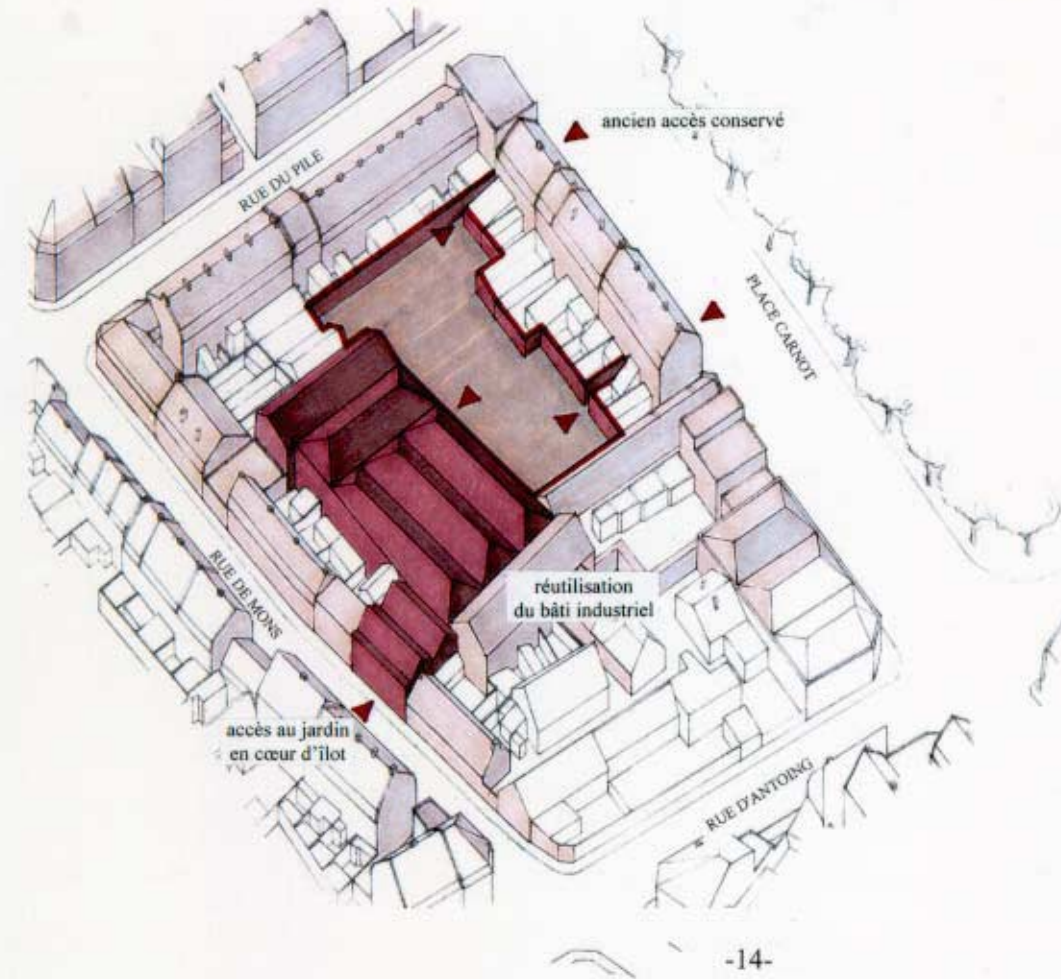 ancien accès conservé
RUE DU PILE
PLACE CARNOT
réutilisation
du bâti industriel
RUE DE MONS
accès au jardin
en cœur d'îlot
RUE D'ANTOING
-14-